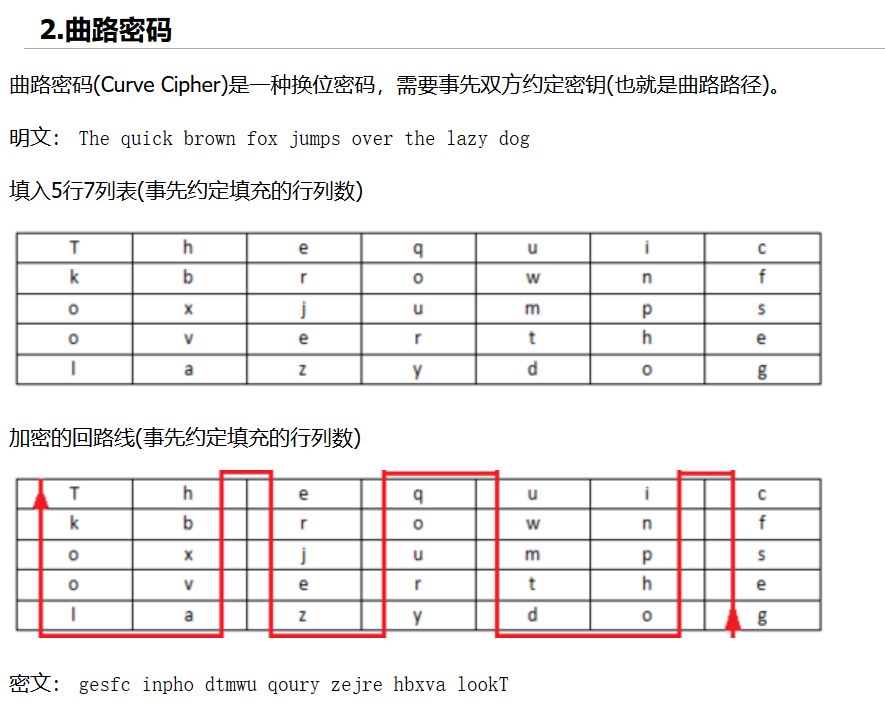 2.曲路密码
曲路密码(Curve Cipher)是一种换位密码，需要事先双方约定密钥(也就是曲路路径)。
明文： The quick brown fox jumps over the lazy dog
填入5行7列表(事先约定填充的行列数)
T h e q u i c
k b r o w n f
o x j u m p s
o v e r t h e
l a z y d o g
加密的回路线(事先约定填充的行列数)
T h e q u i c
k b r o w n f
o x j u m p s
o v e r t h e
l a z y d o g
密文： gesfc inpho dtmwu qoury zejre hbxva lookT